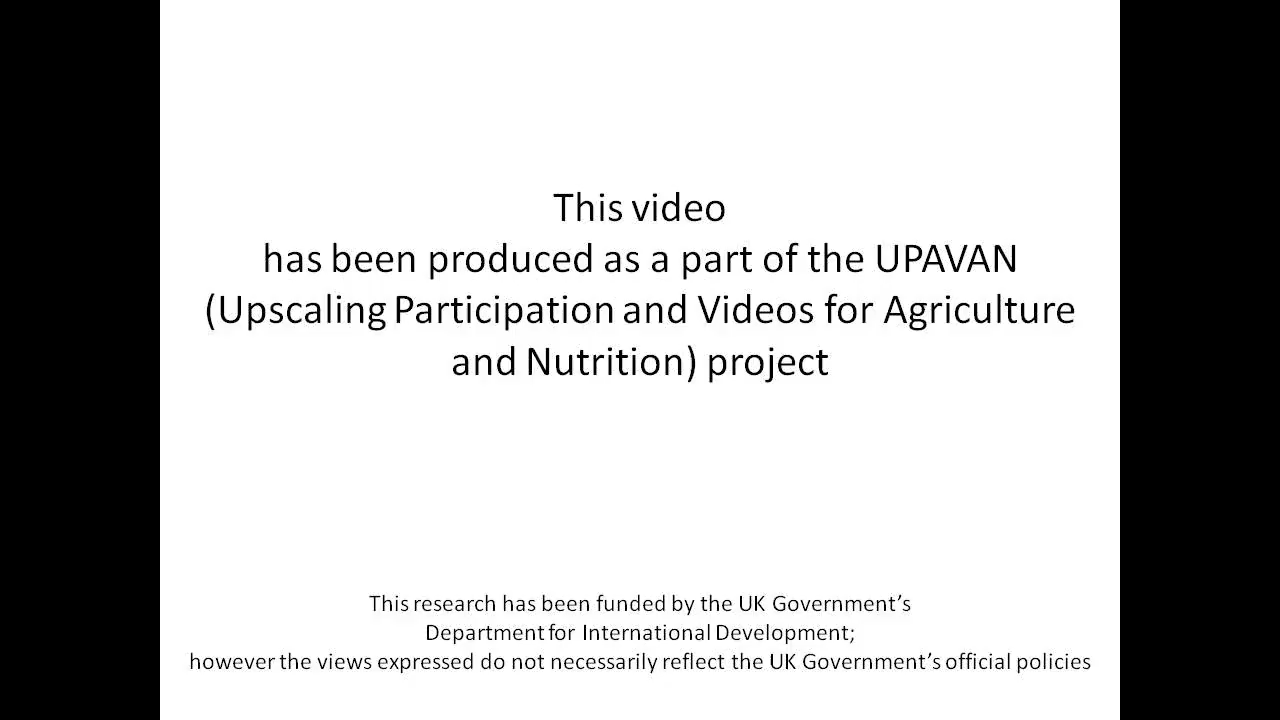 This video
has been produced as a part of the UPAVAN
(Upscaling Participation and Videos for Agriculture
and Nutrition) project
This research has been funded by the UK Government’s
Department for International Development;
however the views expressed do not necessarily reflect the UK Government’s official policies